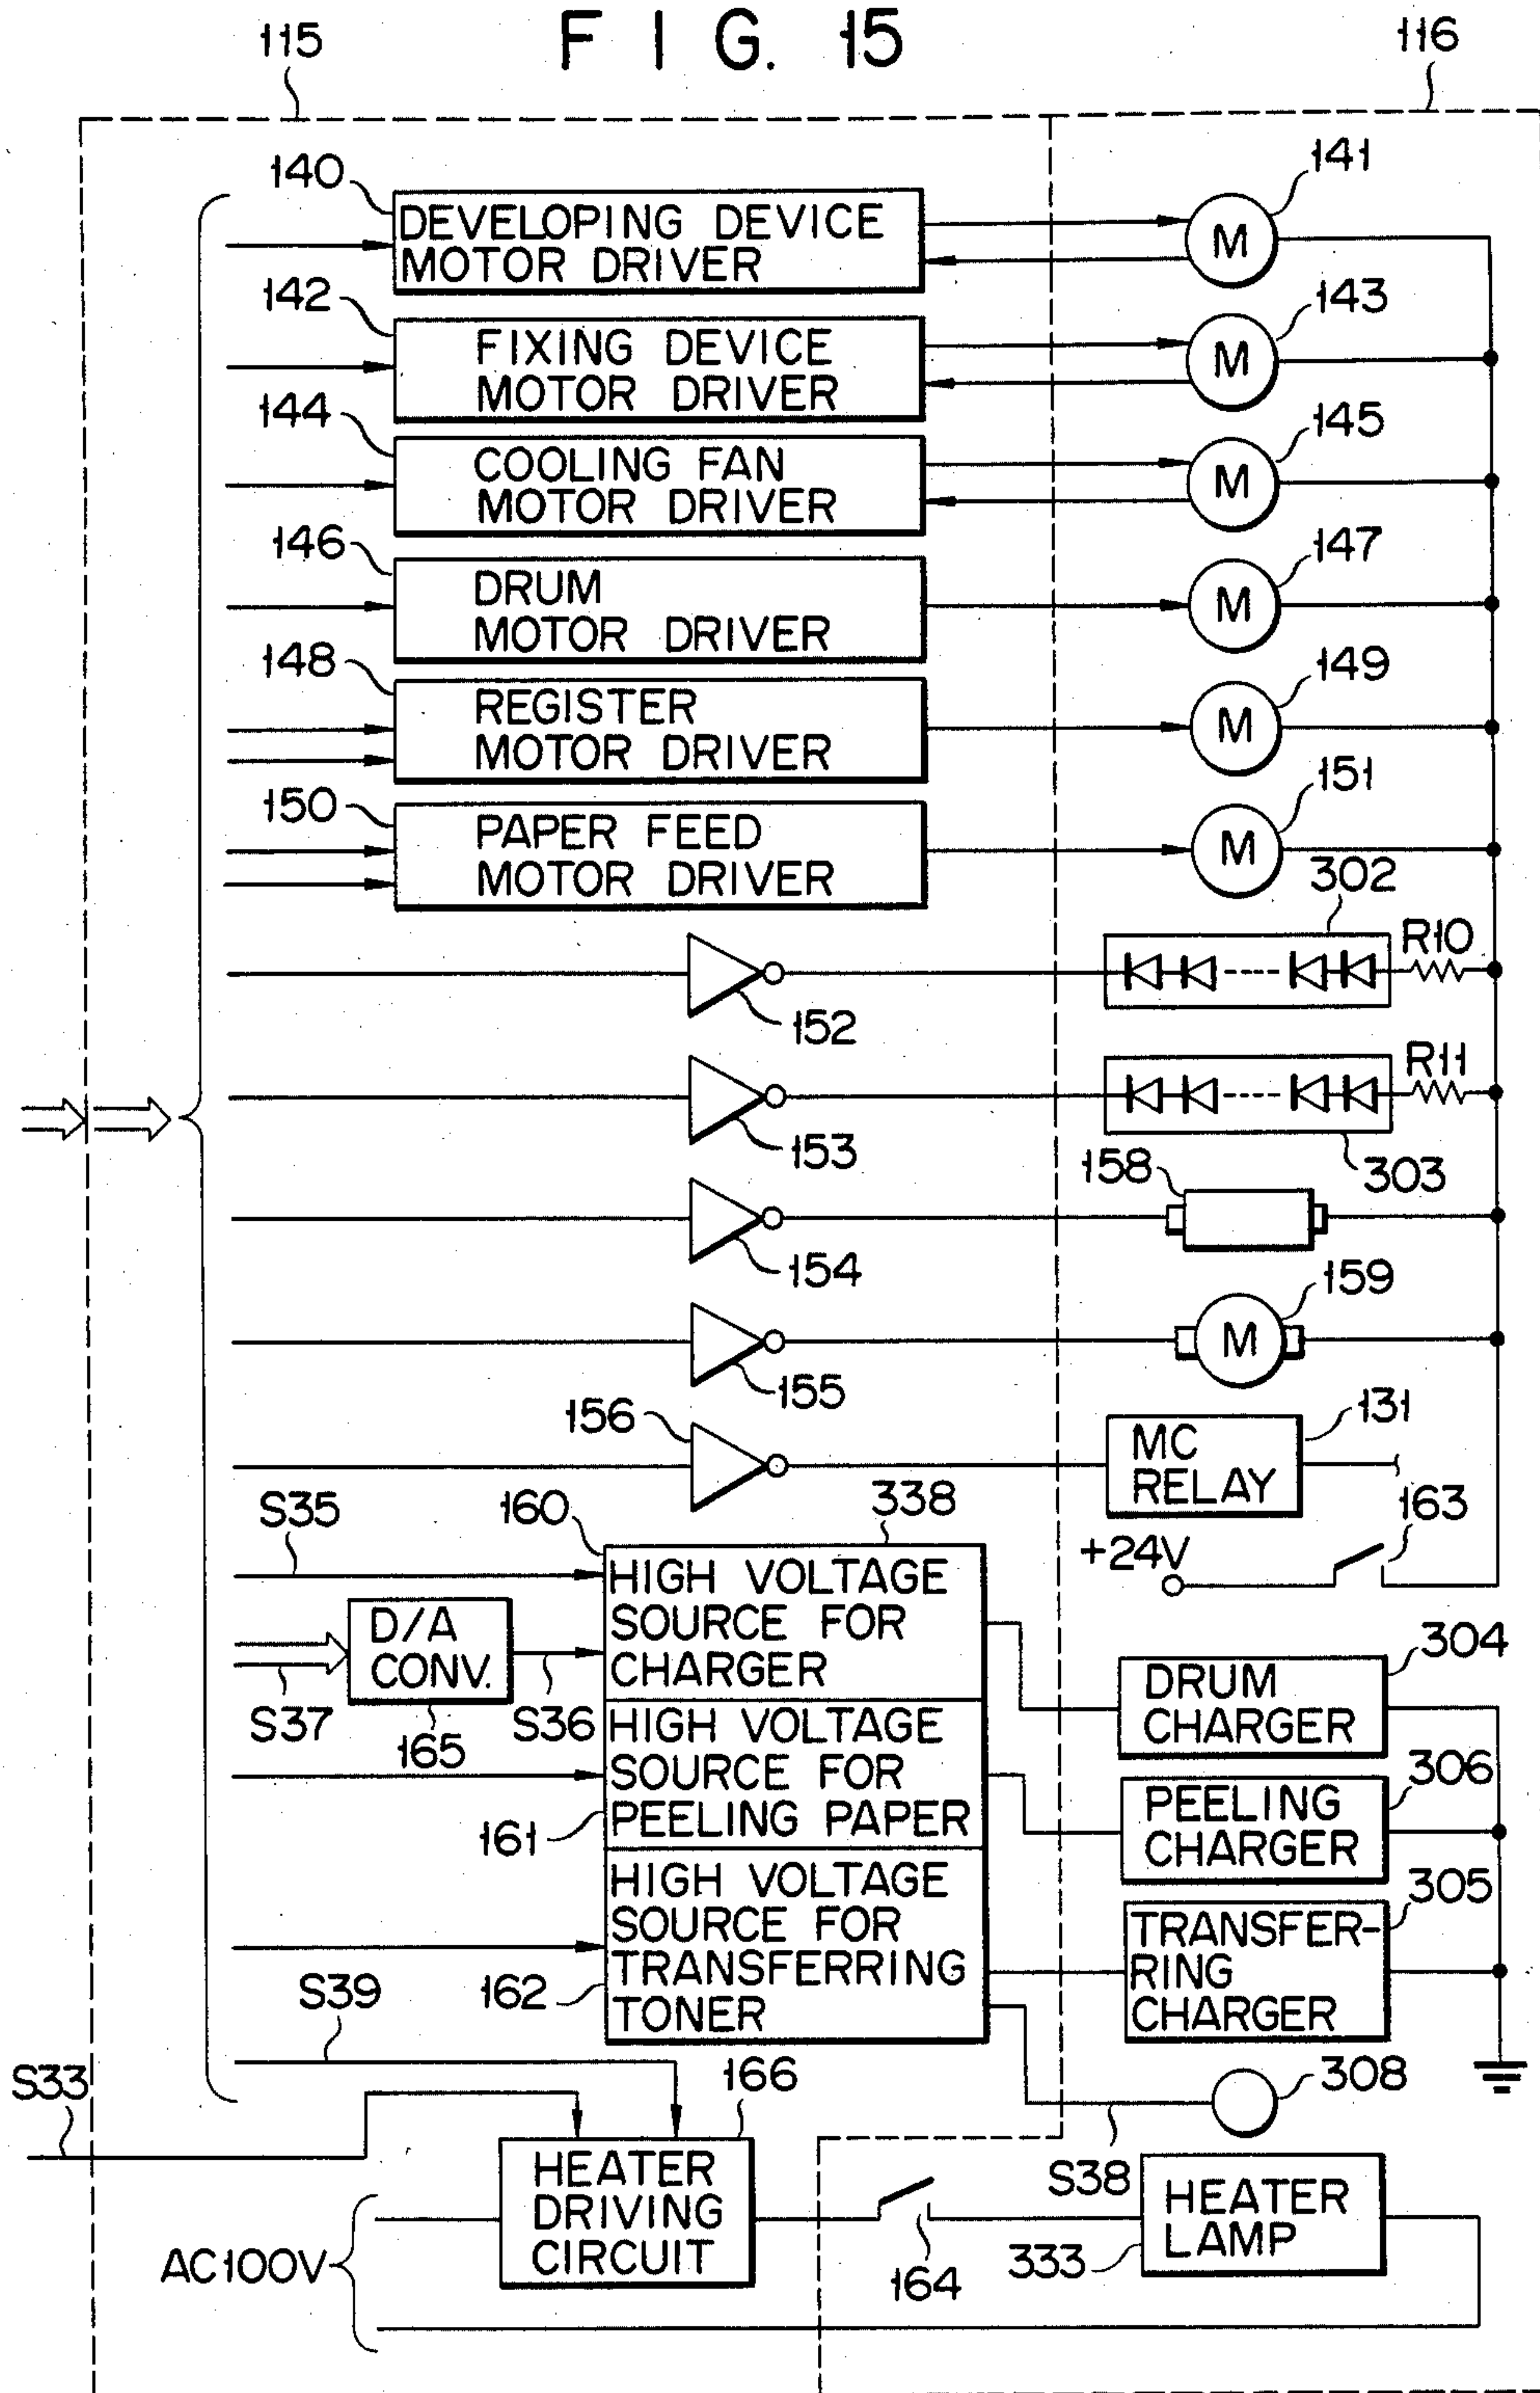 FIG. 15
115
116
140
DEVELOPING DEVICE
MOTOR DRIVER
M
141
142
FIXING DEVICE
MOTOR DRIVER
M
143
144
COOLING FAN
MOTOR DRIVER
M
145
146
DRUM
MOTOR DRIVER
M
147
148
REGISTER
MOTOR DRIVER
M
149
150
PAPER FEED
MOTOR DRIVER
M
151
302
R10
152
R11
153
303
158
154
159
M
155
156
131
MC
RELAY
S35
160
338
163
+24V
HIGH VOLTAGE
SOURCE FOR
CHARGER
D/A
CONV.
S37
165
S36
304
DRUM
CHARGER
HIGH VOLTAGE
SOURCE FOR
PEELING PAPER
161
306
PEELING
CHARGER
HIGH VOLTAGE
SOURCE FOR
TRANSFERRING
TONER
162
305
TRANSFER-
RING
CHARGER
S39
S33
166
308
S38
HEATER
DRIVING
CIRCUIT
AC100V
164
333
HEATER
LAMP